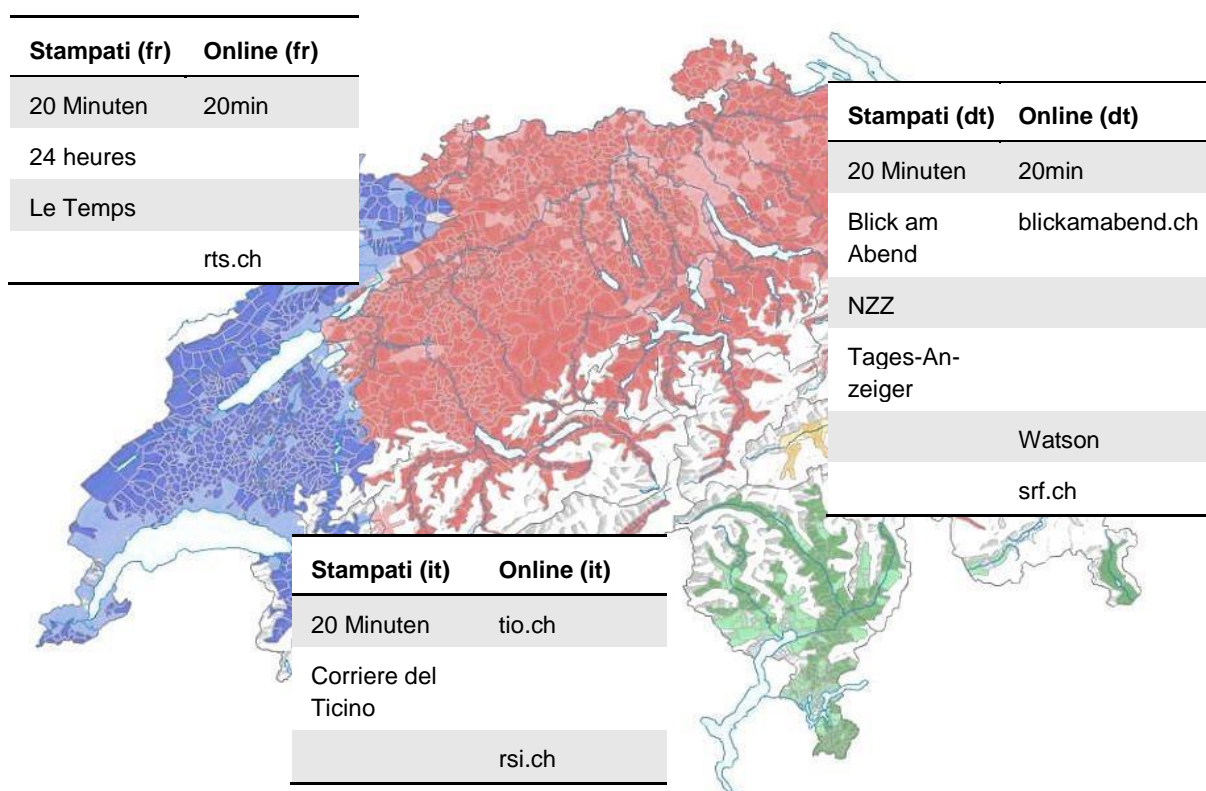 Stampati (fr) Online (fr)
20 Minuten 20min
24 heures
Le Temps
rts.ch
Stampati (dt) Online (dt)
20 Minuten 20min
Blick am blickamabend.ch
Abend
NZZ
Tages-An-
zeiger
Watson
srf.ch
Stampati (it) Online (it)
20 Minuten tio.ch
Corriere del
Ticino
rsi.ch